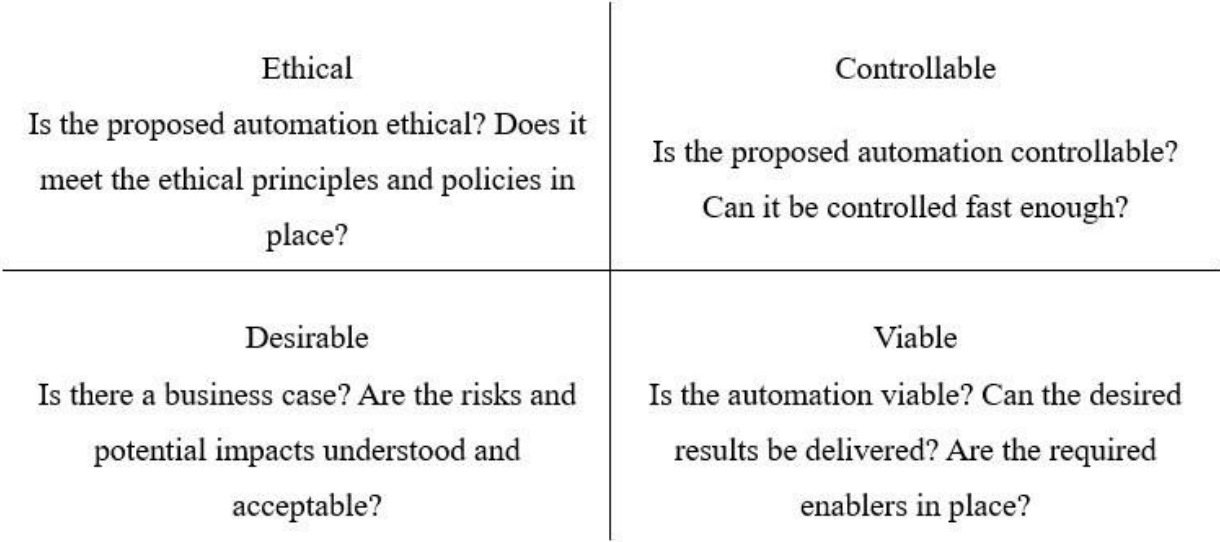 Ethical
Is the proposed automation ethical? Does it
meet the ethical principles and policies in
place?
Controllable
Is the proposed automation controllable?
Can it be controlled fast enough?
Desirable
Is there a business case? Are the risks and
potential impacts understood and
acceptable?
Viable
Is the automation viable? Can the desired
results be delivered? Are the required
enablers in place?